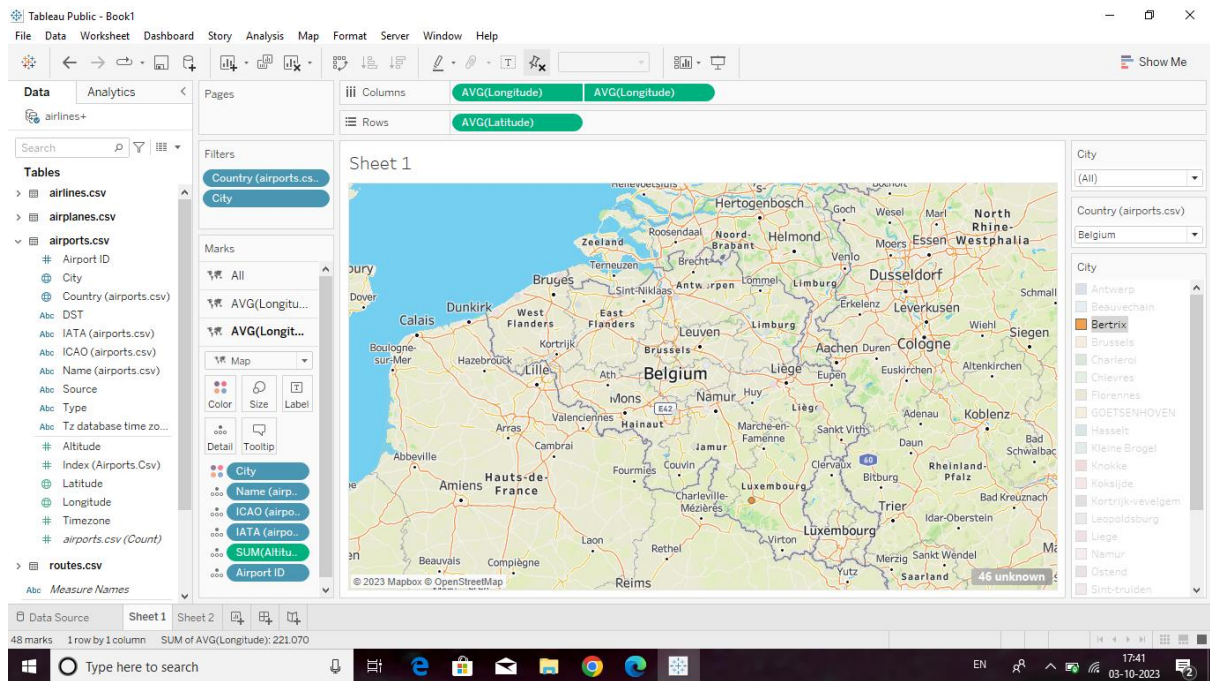 Tableau Public - Book1
File Data Worksheet Dashboard Story Analysis Map Format Server Window Help
Show Me
Data Analytics
airlines+
Search
Tables
airlines.csv
airplanes.csv
airports.csv
Airport ID
City
Country (airports.csv)
Abc DST
Abc IATA (airports.csv)
Abc ICAO (airports.csv)
Abc Name (airports.csv)
Abc Source
Abc Type
Abc Tz database time zo...
Altitude
Index (Airports.Csv)
Latitude
Longitude
Timezone
airports.csv (Count)
routes.csv
Abc Measure Names
Pages
Filters
Country (airports.cs..
City
Marks
All
AVG(Longitu...
AVG(Longit...
Map
Color Size Label
Detail Tooltip
City
Name (airp..
ICAO (airpo..
IATA (airpo..
SUM(Altitu..
Airport ID
iii Columns AVG(Longitude) AVG(Longitude)
Rows AVG(Latitude)
Sheet 1
Hellevoetsluis 's-
Hertogenbosch Goch Wesel Marl North
Rhine-
Westphalia
Roosendaal Noord-
Brabant Helmond Moers Essen
Zeeland
Terneuzen Brecht Venlo
Bruges Sint-Niklaas Lommel Limburg Dusseldorf
Dover Schmall
Dunkirk West
Flanders East
Flanders Erkelenz Leverkusen
Calais Leuven Limburg Wiehl Siegen
Boulogne-
sur-Mer Kortrijk Brussels Aachen Duren Cologne
Hazebrouck Lille Ath Belgium Liège Eupen Euskirchen Altenkirchen
Mons Namur Huy
Arras Valenciennes Hainaut E42 Liège Adenau Koblenz
Cambrai Marche-en-
Famenne Sankt Vith Daun Bad
Schwalbac
Abbeville Jamur
Fourmies Couvin Clervaux 60 Rheinland-
Pfalz
Amiens Hauts-de-
France Luxembourg Bitburg
Charleville-
Mézières Bad Kreuznach
Trier
Laon Luxembourg Idar-Oberstein
Rethel Virton
Beauvais Compiègne Merzig Sankt Wendel
Yutz Saarland
Reims
© 2023 Mapbox © OpenStreetMap
46 unknown
City
(All)
Country (airports.csv)
Belgium
City
Antwerp
Beauvechain
Bertrix
Brussels
Charleroi
Chievres
Florennes
GOETSENHOVEN
Hasselt
Kleine Brogel
Knokke
Koksijde
Kortrijk-vevelgem
Leopoldsburg
Liege
Namur
Ostend
Sint-truiden
Data Source Sheet 1 Sheet 2
48 marks 1 row by 1 column SUM of AVG(Longitude): 221.070
Type here to search
EN
17:41
03-10-2023
2